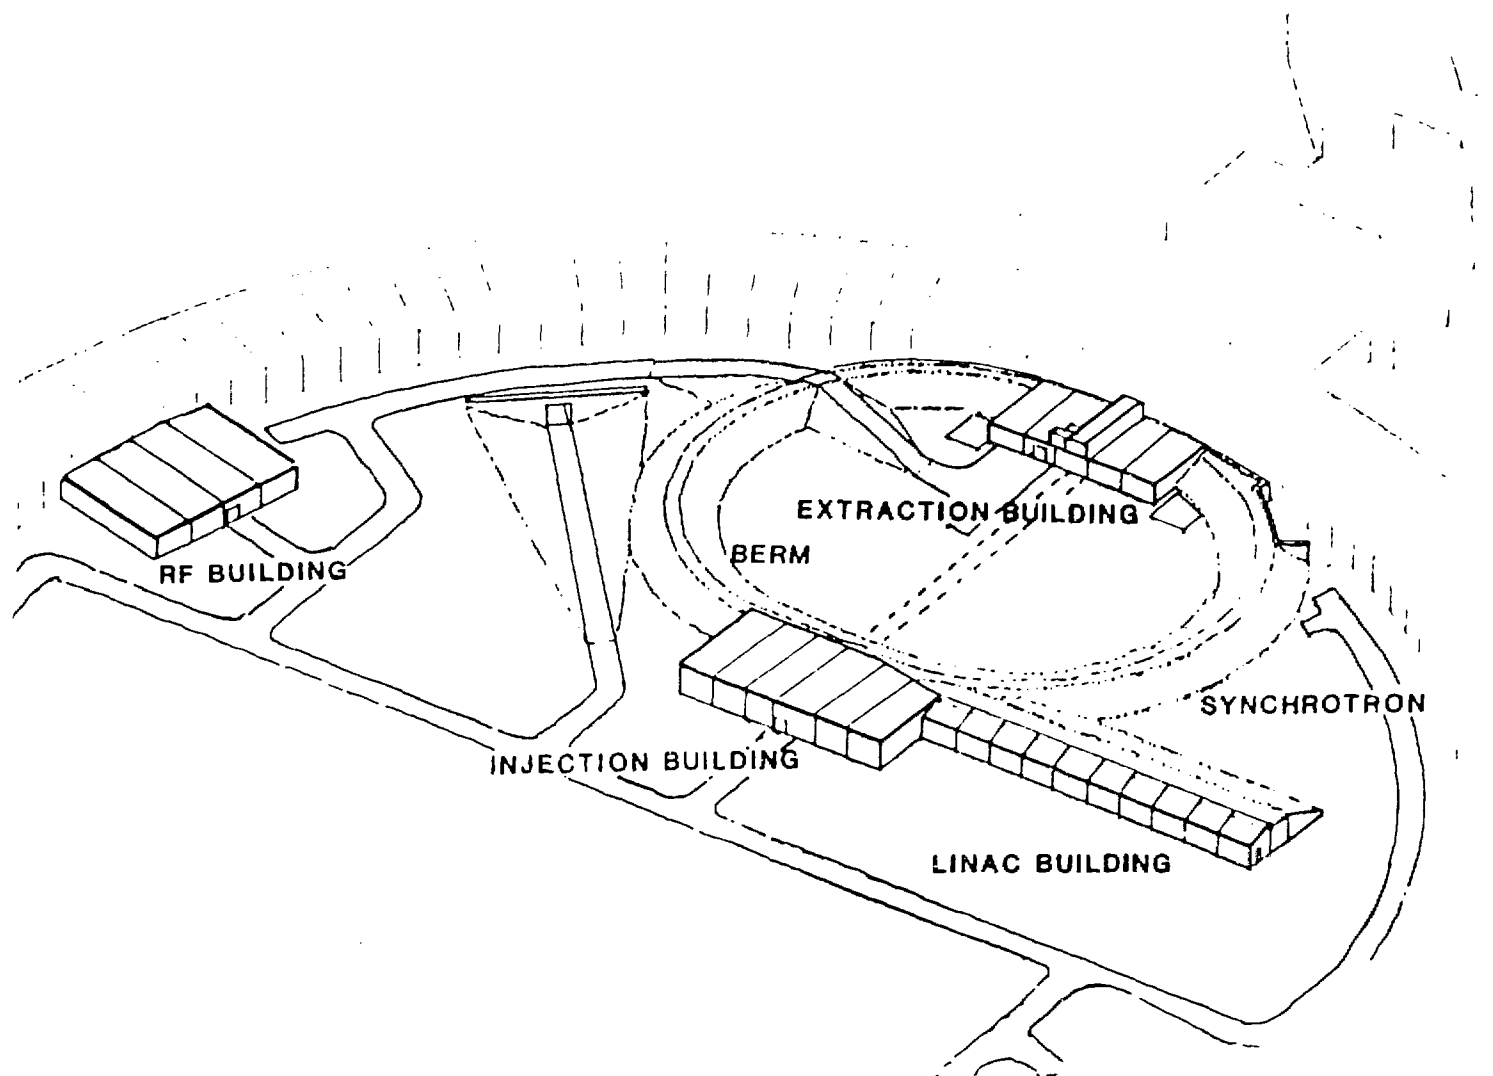 EXTRACTION BUILDING
BERM
RF BUILDING
SYNCHROTRON
INJECTION BUILDING
LINAC BUILDING